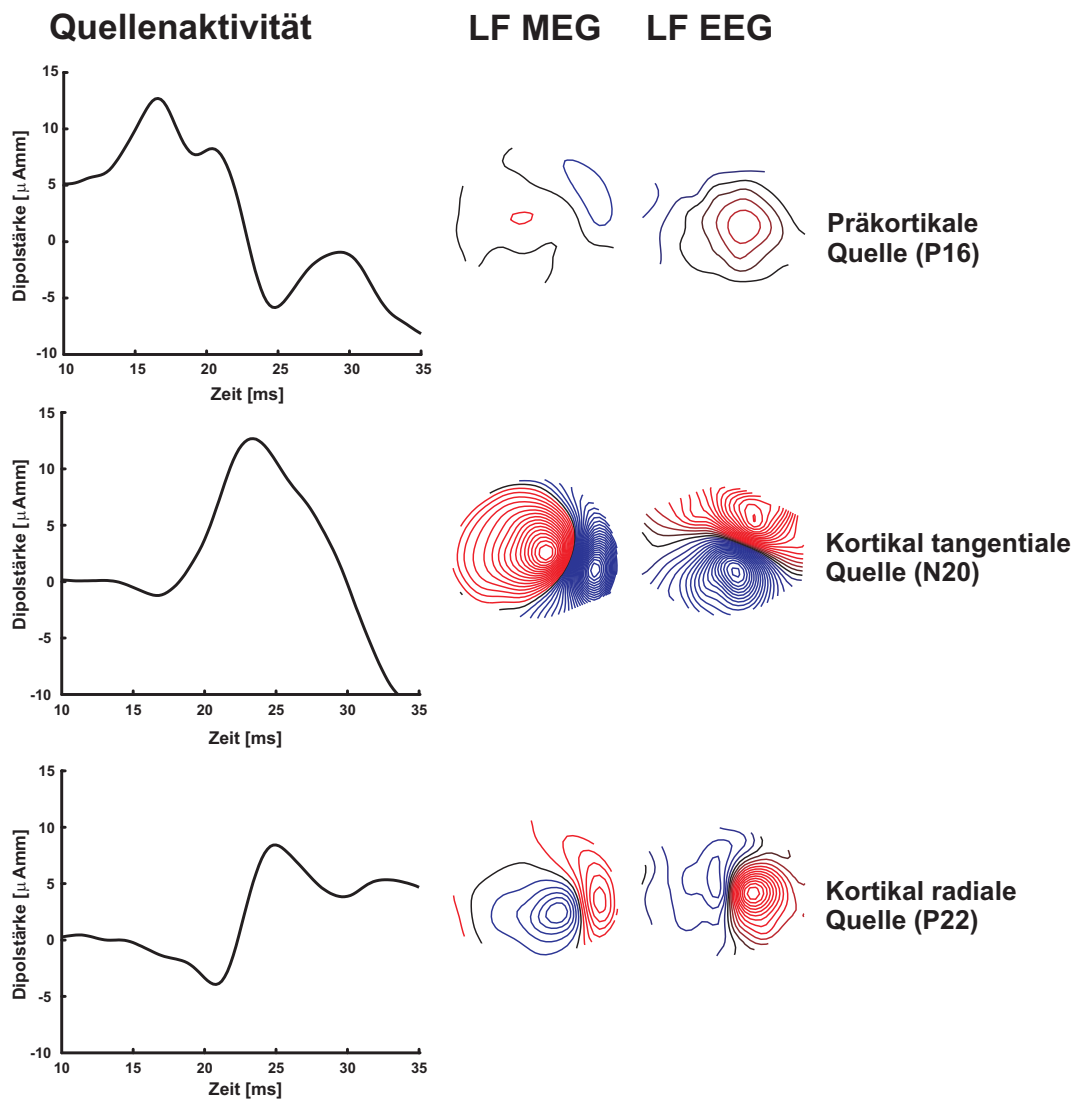 Quellenaktivität LF MEG LF EEG
15
10
5
0
-5
-10
Dipolstärke [ μ Amm]
10 15 20 25 30 35
Zeit [ms]
Präkortikale
Quelle (P16)
15
10
5
0
-5
-10
Dipolstärke [ μ Amm]
10 15 20 25 30 35
Zeit [ms]
Kortikal tangentiale
Quelle (N20)
15
10
5
0
-5
-10
Dipolstärke [ μ Amm]
10 15 20 25 30 35
Zeit [ms]
Kortikal radiale
Quelle (P22)